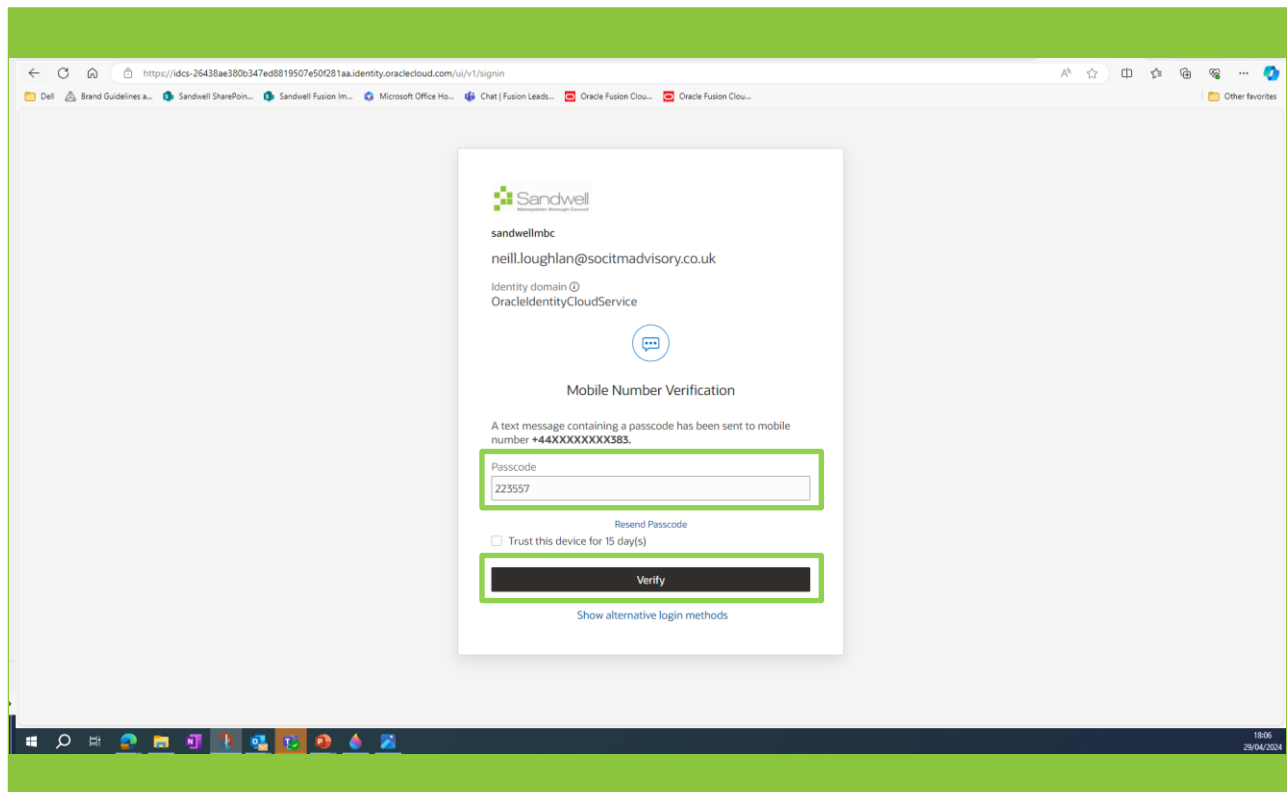 https://idcs-26438ae380b347ed8819507e50f281aa.identity.oraclecloud.com/ui/v1/signin
Dell Brand Guidelines a... Sandwell SharePoin... Sandwell Fusion Im... Microsoft Office Ho... Chat | Fusion Leads... Oracle Fusion Clou... Oracle Fusion Clou... Other favorites
Sandwell
Metropolitan Borough Council
sandwellmbc
neill.loughlan@socitmadvisory.co.uk
Identity domain
OracleIdentityCloudService
Mobile Number Verification
A text message containing a passcode has been sent to mobile
number +44XXXXXXXX383.
Passcode
223557
Resend Passcode
Trust this device for 15 day(s)
Verify
Show alternative login methods
18:06
29/04/2024